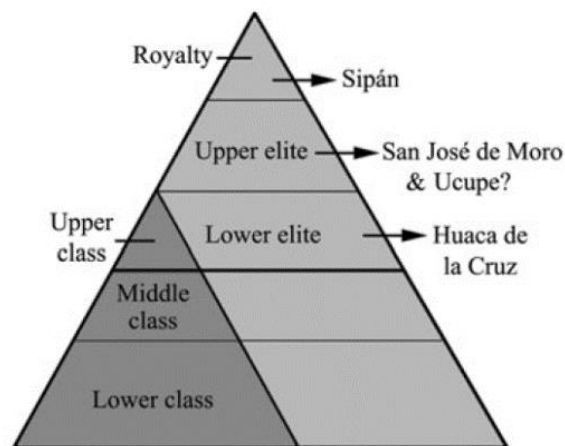 Royalty
Sipán
Upper elite
San José de Moro
& Ucupe?
Upper
class
Lower elite
Huaca de
la Cruz
Middle
class
Lower class